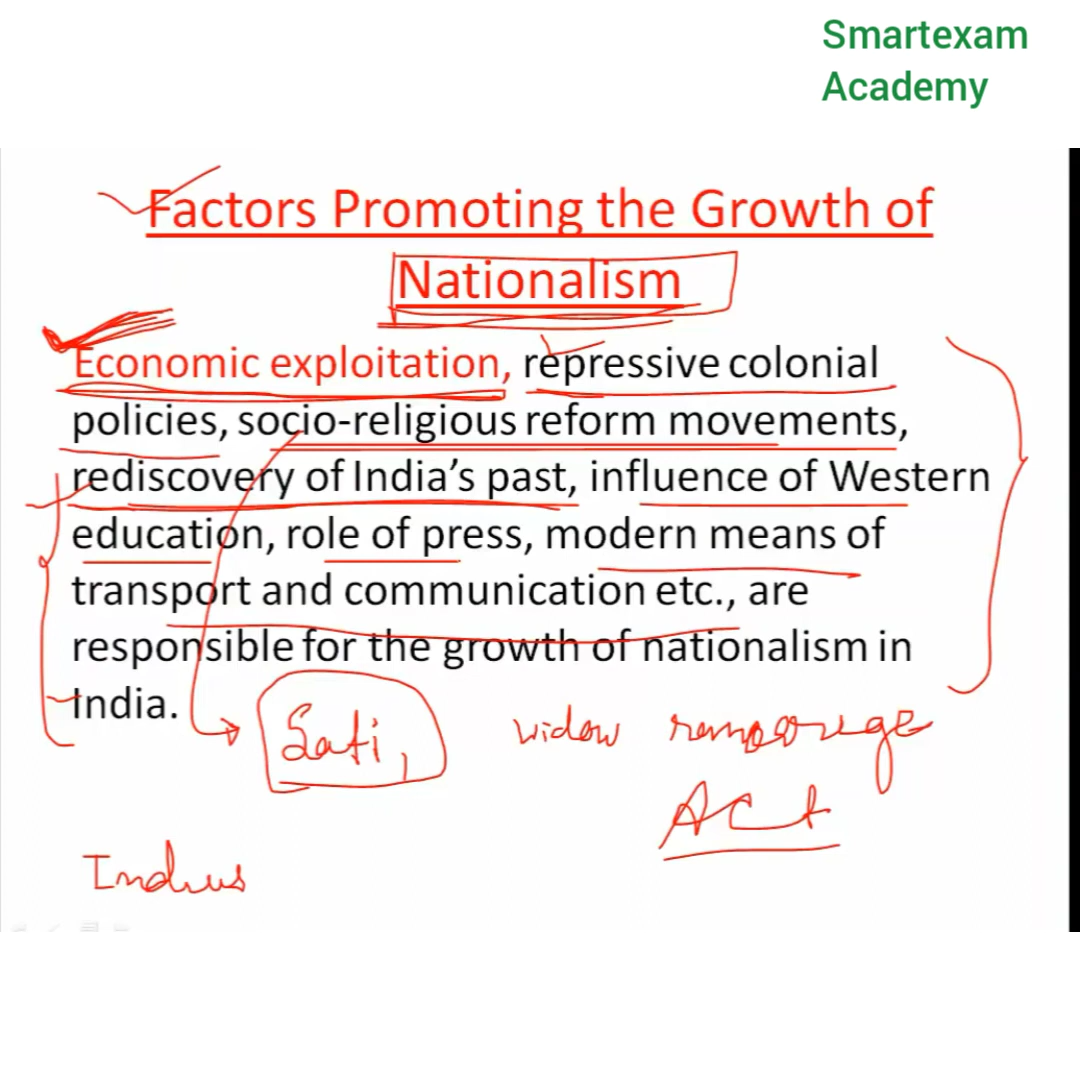 Smartexam
Academy
Factors Promoting the Growth of
Nationalism
Economic exploitation, repressive colonial
policies, socio-religious reform movements,
rediscovery of India's past, influence of Western
education, role of press, modern means of
transport and communication etc., are
responsible for the growth of nationalism in
India.
Sati, widow
Act
Indus